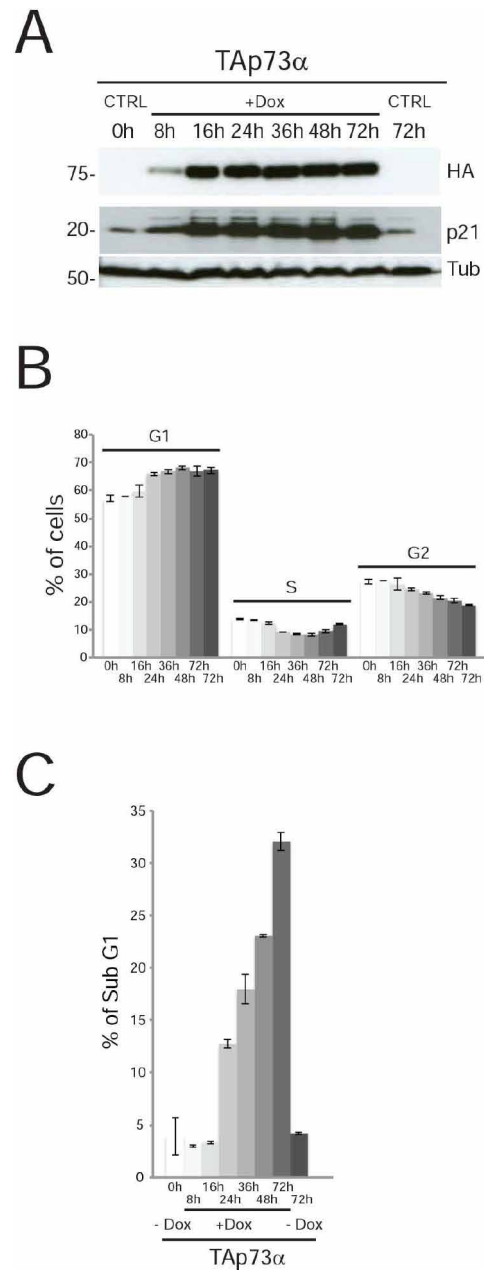 A
TAp73α
CTRL +Dox CTRL
0h 8h 16h 24h 36h 48h 72h 72h
75- HA
20- p21
50- Tub
B
% of cells
80
70
60
50
40
30
20
10
0
G1
S
G2
0h 16h 36h 72h 0h 16h 36h 72h 0h 16h 36h 72h
8h 24h 48h 72h 8h 24h 48h 72h 8h 24h 48h 72h
C
% of Sub G1
35
30
25
20
15
10
5
0
0h 16h 36h 72h
8h 24h 48h 72h
- Dox +Dox - Dox
TAp73α